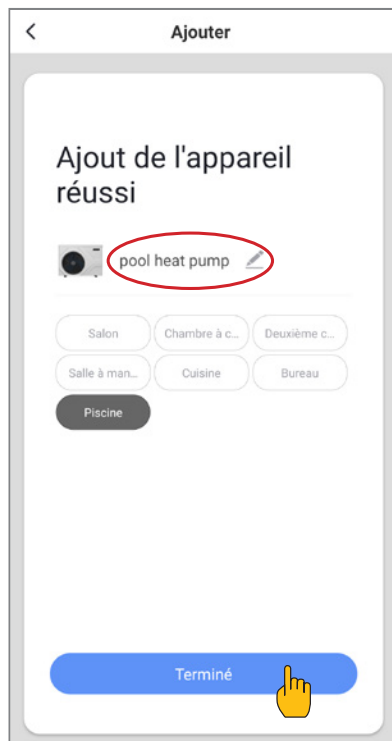 Ajouter
Ajout de l'appareil
réussi
pool heat pump
Salon
Chambre à c...
Deuxième c...
Salle à man...
Cuisine
Bureau
Piscine
Terminé